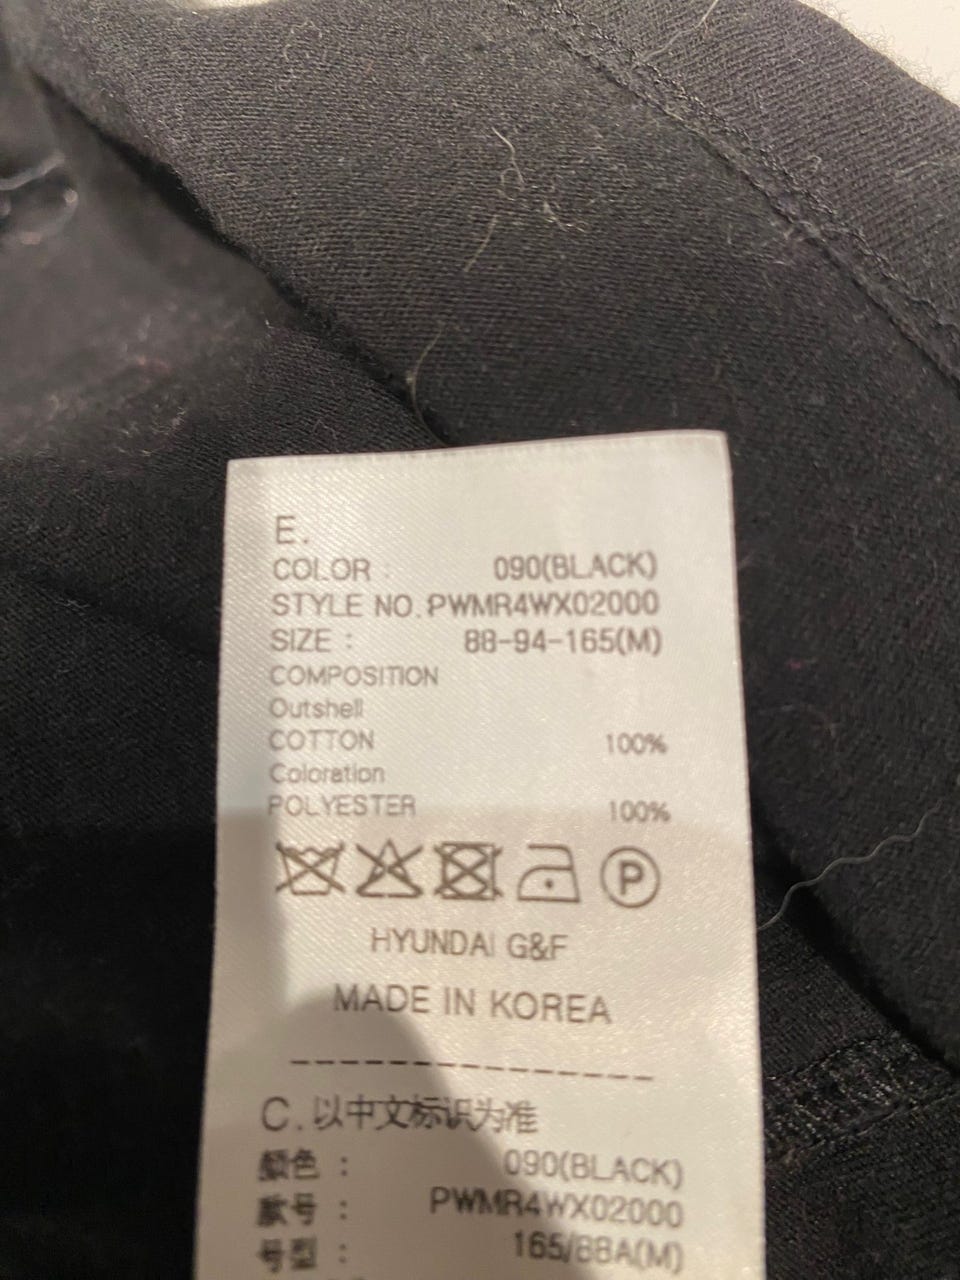 E.
COLOR : 090(BLACK)
STYLE NO. PWMR4WX02000
SIZE : 88-94-165(M)
COMPOSITION
Outshell
COTTON 100%
Coloration
POLYESTER 100%
P
HYUNDAI G&F
MADE IN KOREA
C. 以中文标识为准
颜色 : 090(BLACK)
款号 : PWMR4WX02000
号型 : 165/88A(M)